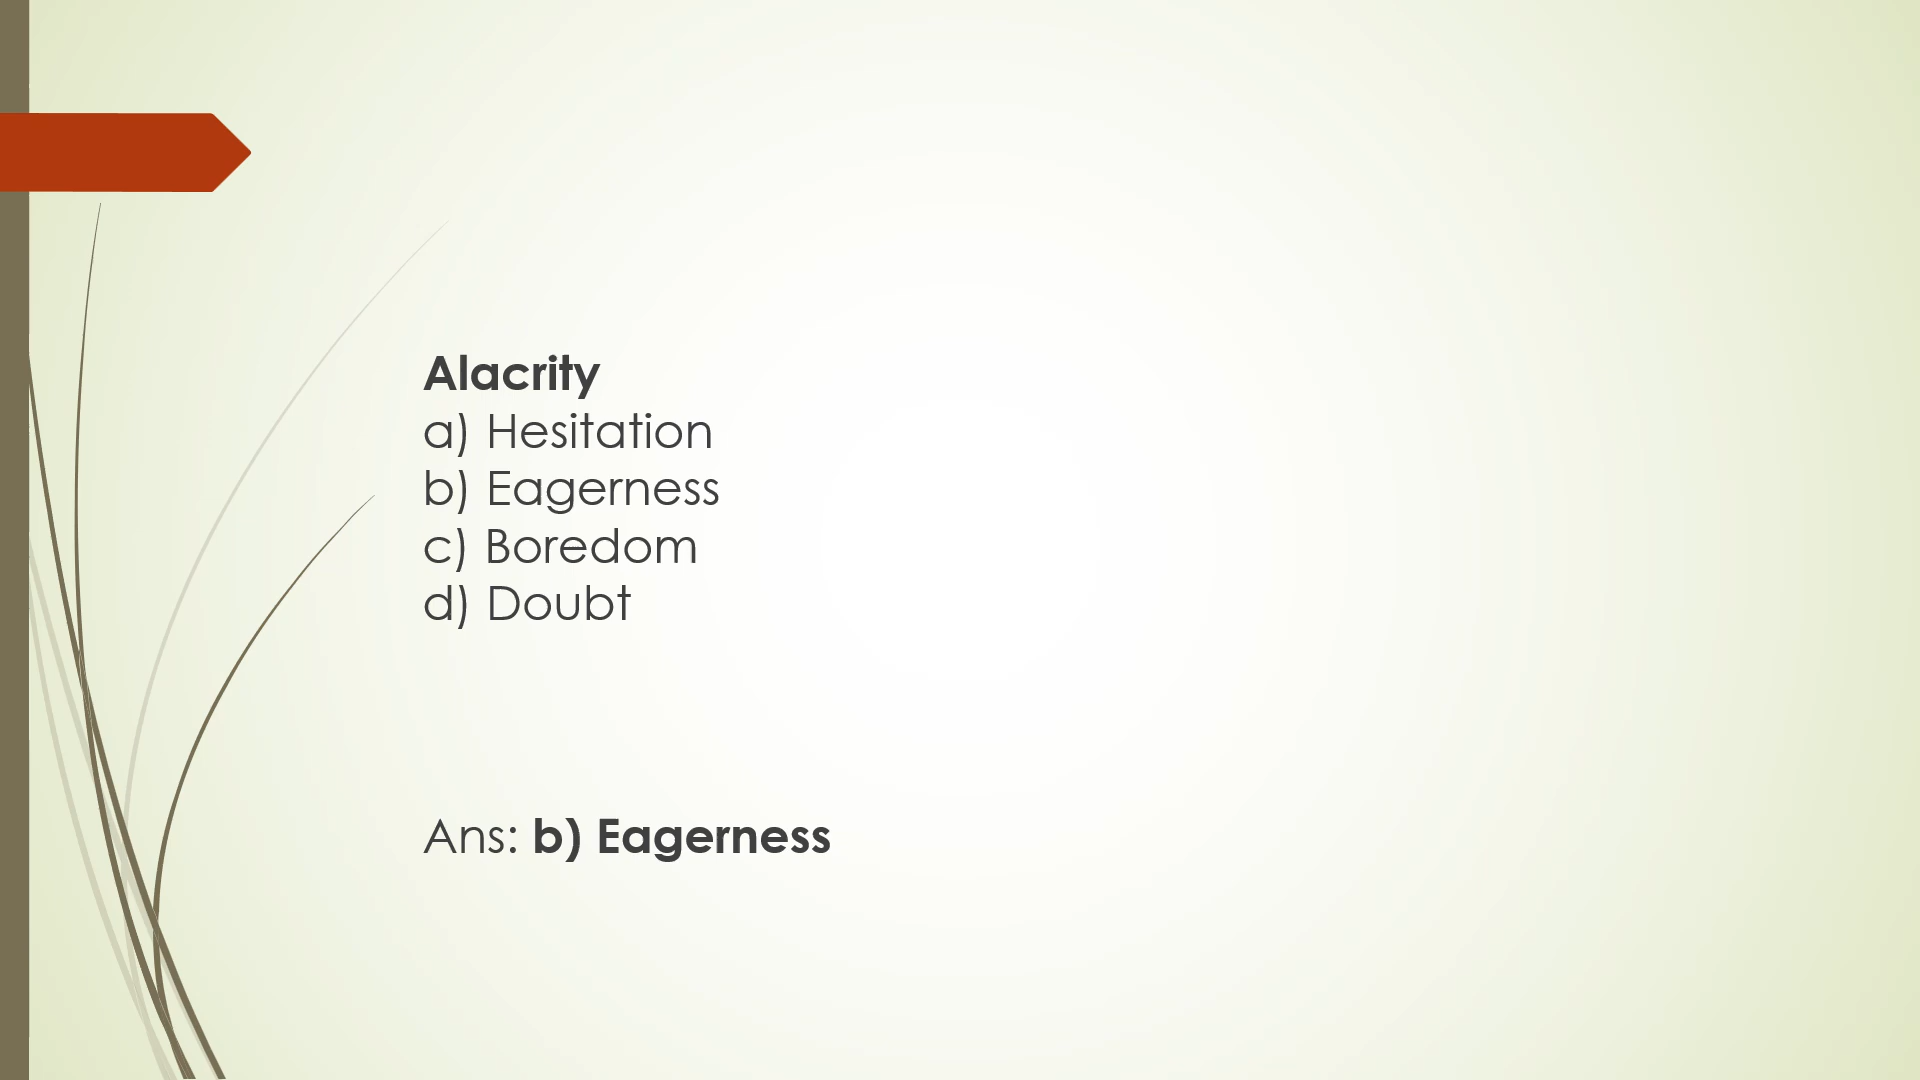 Alacrity
a) Hesitation
b) Eagerness
c) Boredom
d) Doubt
Ans: b) Eagerness